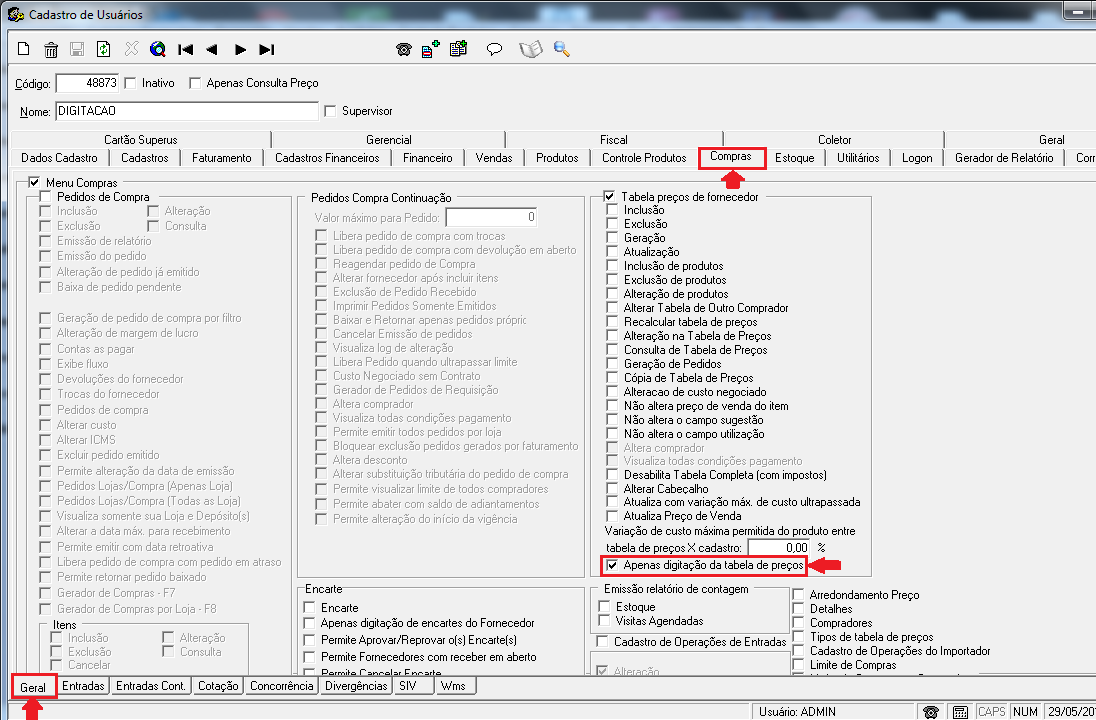 Cadastro de Usuários
Código: 48873 Inativo Apenas Consulta Preço
Nome: DIGITACAO Supervisor
Cartão Superus Gerencial Fiscal Coletor Geral
Dados Cadastro Cadastros Faturamento Cadastros Financeiros Financeiro Vendas Produtos Controle Produtos Compras Estoque Utilitários Logon Gerador de Relatório Corr
Menu Compras
Pedidos de Compra
Inclusão Alteração
Exclusão Consulta
Emissão de relatório
Emissão do pedido
Alteração de pedido já emitido
Baixa de pedido pendente
Geração de pedido de compra por filtro
Alteração de margem de lucro
Contas as pagar
Exibe fluxo
Devoluções do fornecedor
Trocas do fornecedor
Pedidos de compra
Alterar custo
Alterar ICMS
Excluir pedido emitido
Permite alteração da data de emissão
Pedidos Lojas/Compra (Apenas Loja)
Pedidos Lojas/Compra (Todas as Loja)
Visualiza somente sua Loja e Depósito(s)
Alterar a data máx. para recebimento
Permite emitir com data retroativa
Libera pedido de compra com pedido em atraso
Permite retornar pedido baixado
Gerador de Compras - F7
Gerador de Compras por Loja - F8
Itens
Inclusão Alteração
Exclusão Consulta
Cancelar
Pedidos Compra Continuação
Valor máximo para Pedido: 0
Libera pedido de compra com trocas
Libera pedido de compra com devolução em aberto
Reagendar pedido de Compra
Alterar fornecedor após incluir itens
Exclusão de Pedido Recebido
Imprimir Pedidos Somente Emitidos
Baixar e Retornar apenas pedidos própric
Cancelar Emissão de pedidos
Visualiza log de alteração
Libera Pedido quando ultrapassar limite
Custo Negociado sem Contrato
Gerador de Pedidos de Requisição
Altera comprador
Visualiza todas condições pagamento
Permite emitir todos pedidos por loja
Bloquear exclusão pedidos gerados por faturamento
Altera desconto
Alterar substituição tributária do pedido de compra
Permite visualizar limite de todos compradores
Permite abater com saldo de adiantamentos
Permite alteração do início da vigência
Encarte
Encarte
Apenas digitação de encartes do Fornecedor
Permite Aprovar/Reprovar o(s) Encarte(s)
Permite Fornecedores com receber em aberto
Permite Cancelar Encarte
Tabela preços de fornecedor
Inclusão
Exclusão
Geração
Atualização
Inclusão de produtos
Exclusão de produtos
Alteração de produtos
Alterar Tabela de Outro Comprador
Recalcular tabela de preços
Alteração na Tabela de Preços
Consulta de Tabela de Preços
Geração de Pedidos
Cópia de Tabela de Preços
Alteracao de custo negociado
Não altera preço de venda do item
Não altera o campo sugestão
Não altera o campo utilização
Altera comprador
Visualiza todas condições pagamento
Desabilita Tabela Completa (com impostos)
Alterar Cabeçalho
Atualiza com variação máx. de custo ultrapassada
Atualiza Preço de Venda
Variação de custo máxima permitida do produto entre
tabela de preços X cadastro: 0,00 %
Apenas digitação da tabela de preços
Emissão relatório de contagem
Estoque
Visitas Agendadas
Cadastro de Operações de Entradas
Alteração
Arredondamento Preço
Detalhes
Compradores
Tipos de tabela de preços
Cadastro de Operações do Importador
Limite de Compras
Geral Entradas Entradas Cont. Cotação Concorrência Divergências SIV Wms
Usuário: ADMIN CAPS NUM 29/05/201